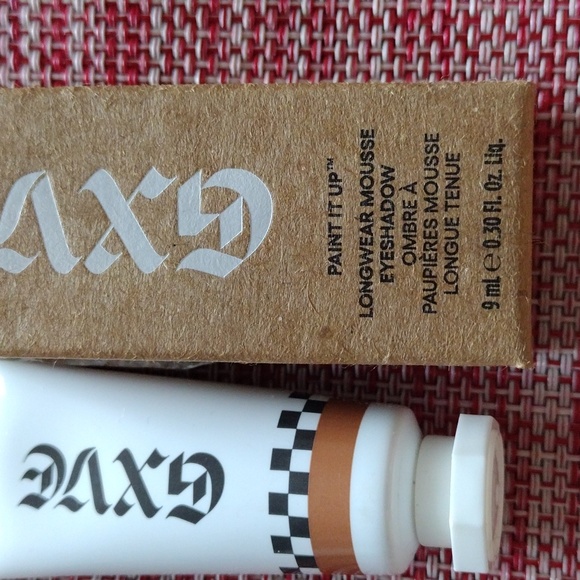 GXV
PAINT IT UP™
LONGWEAR MOUSSE
EYESHADOW
OMBRE À
PAUPIÈRES MOUSSE
LONGUE TENUE
9 mL ℮ 0.30 fl. Oz. Liq.
GXVE